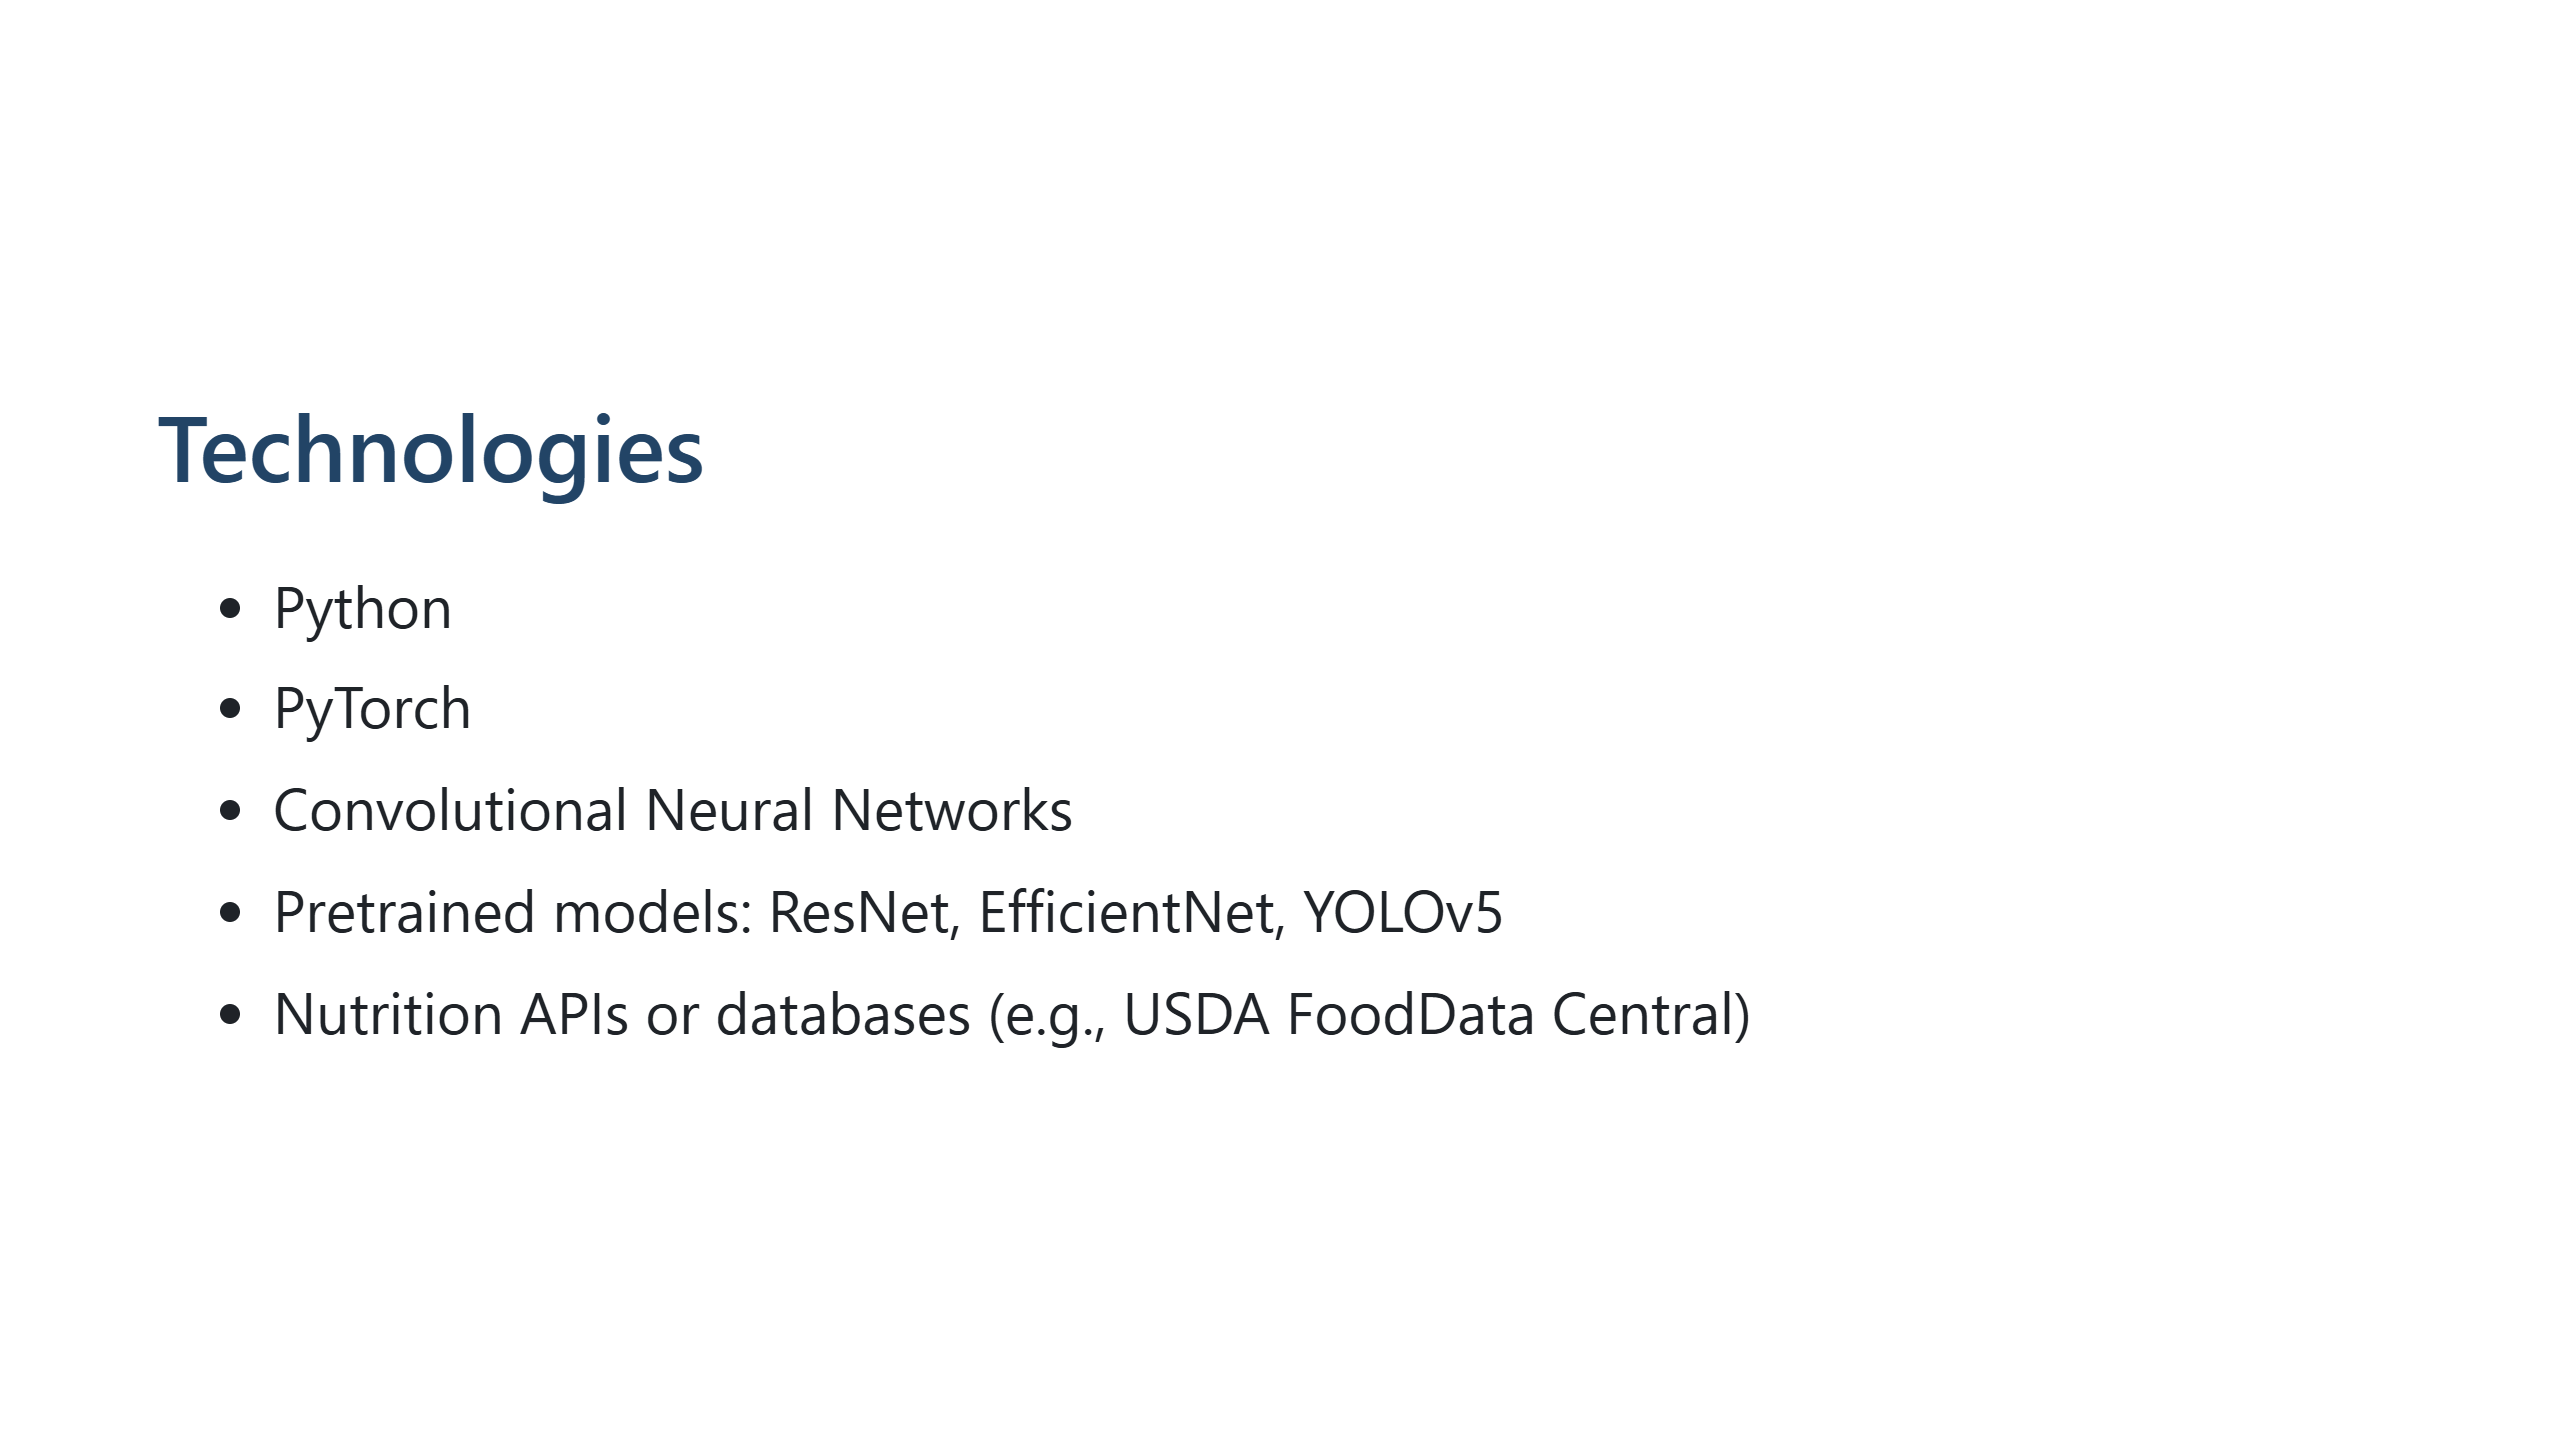 Technologies
• Python
• PyTorch
• Convolutional Neural Networks
• Pretrained models: ResNet, EfficientNet, YOLOv5
• Nutrition APIs or databases (e.g., USDA FoodData Central)